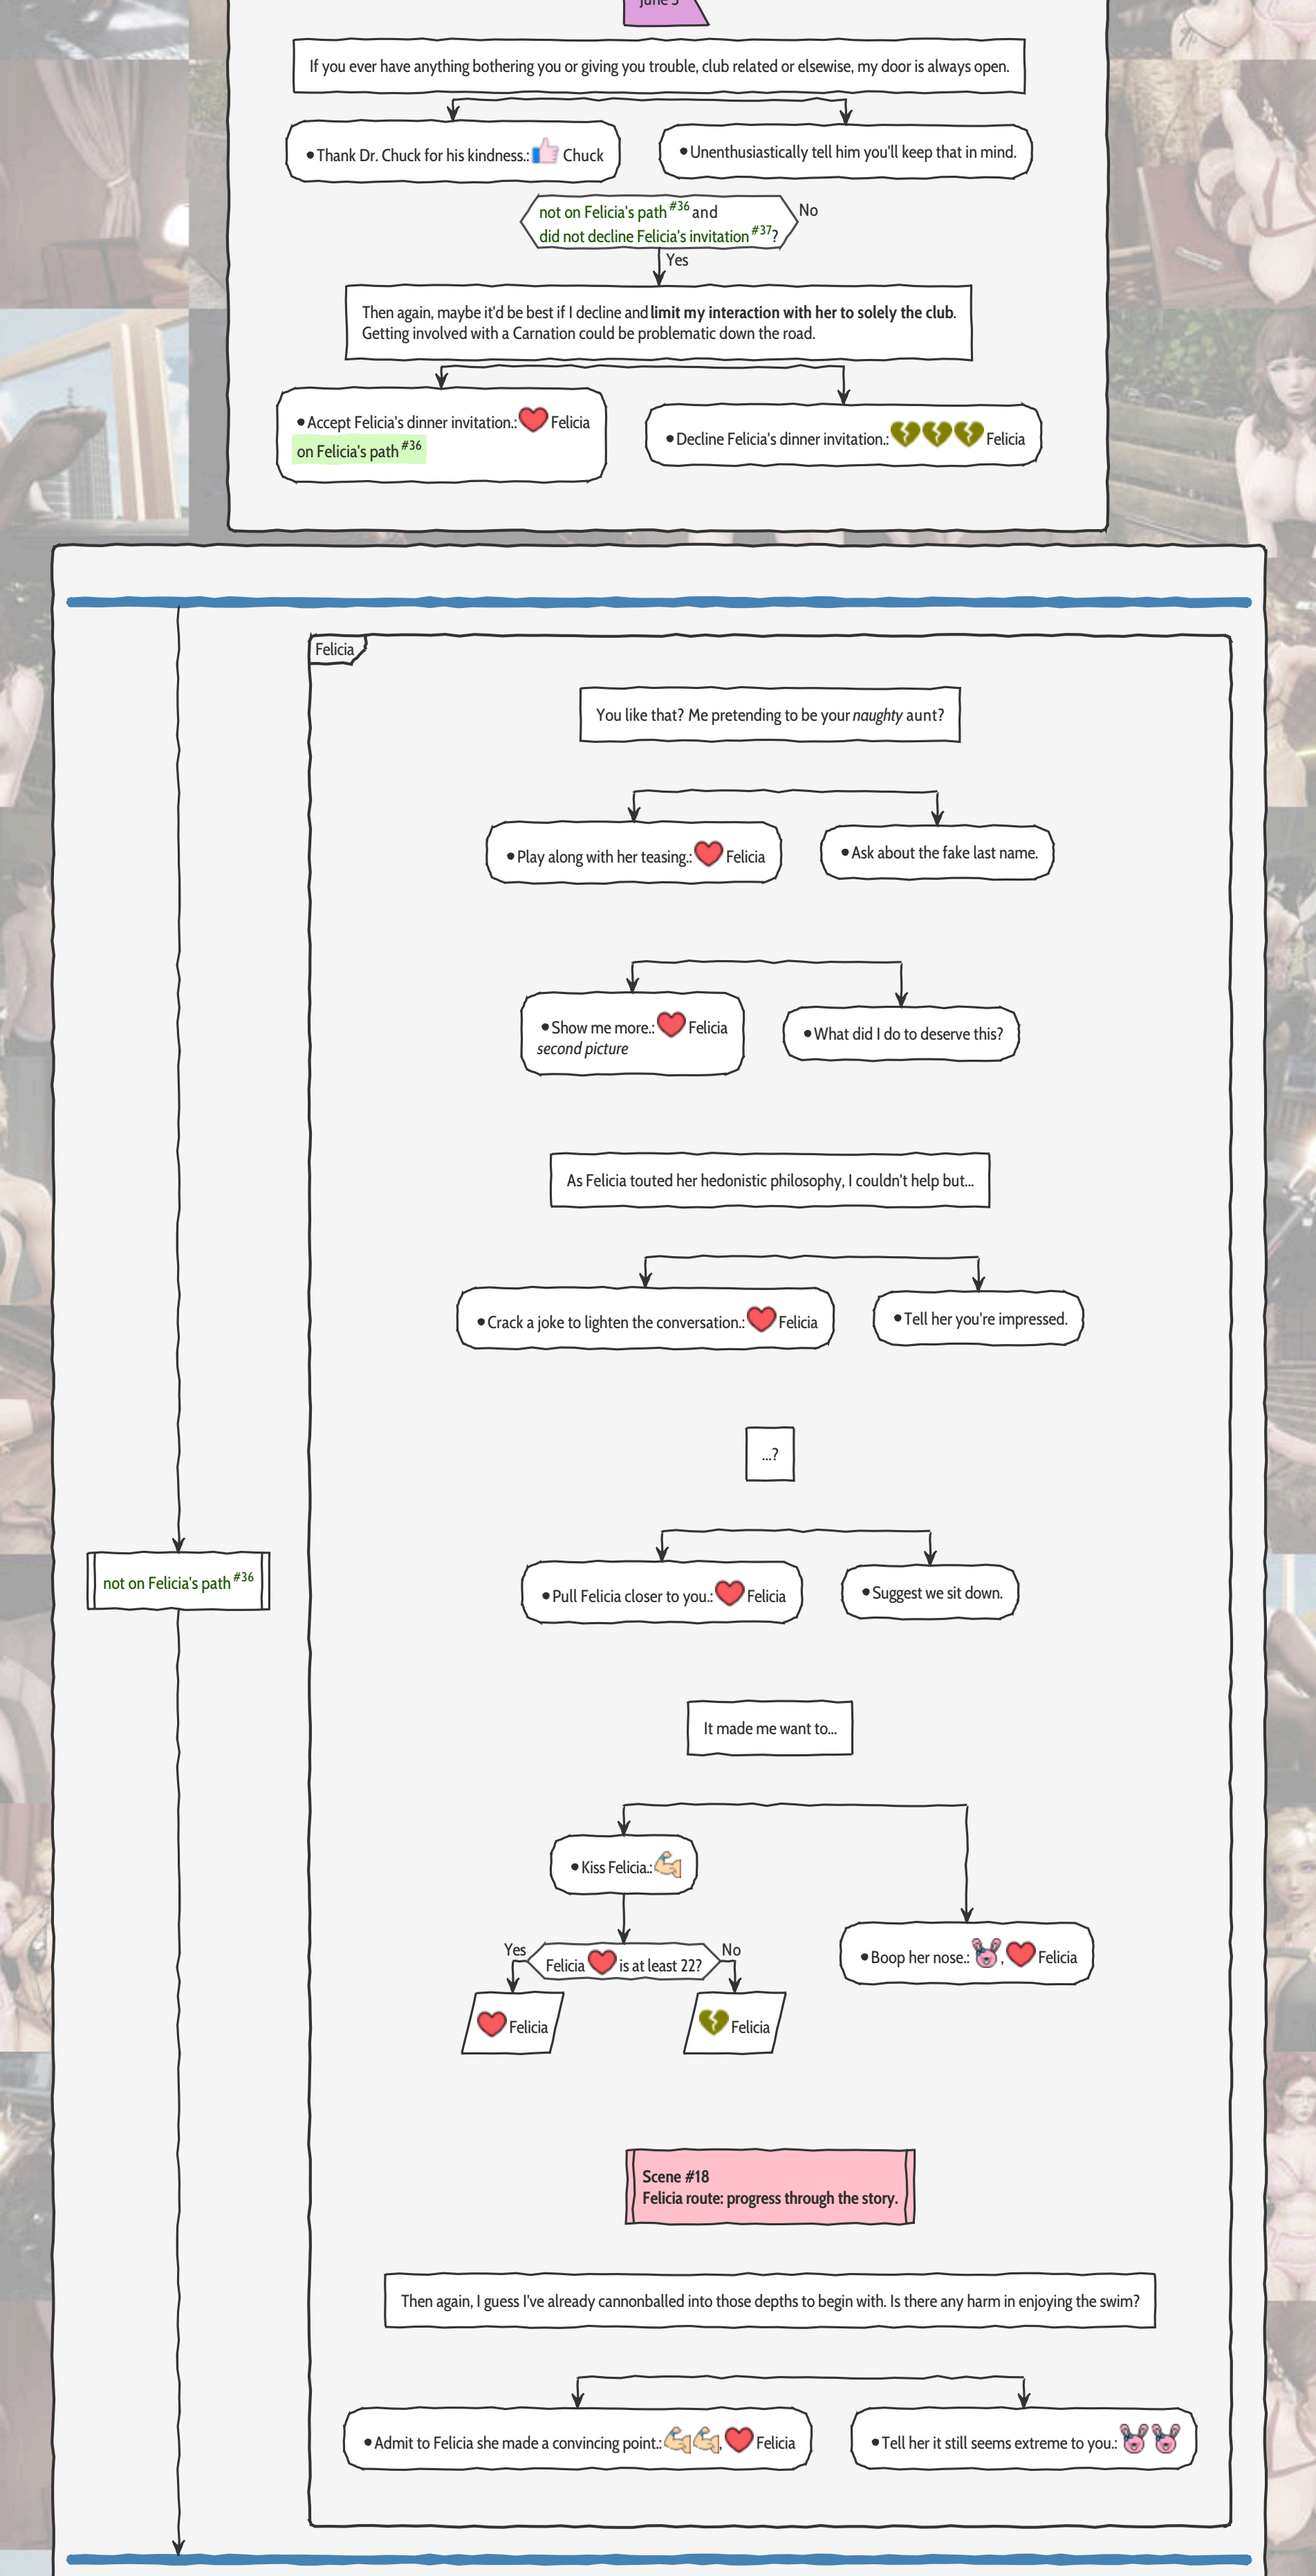 June 5
If you ever have anything bothering you or giving you trouble, club related or elsewise, my door is always open.
•Thank Dr. Chuck for his kindness.: Chuck
•Unenthusiastically tell him you'll keep that in mind.
not on Felicia's path #36 and
did not decline Felicia's invitation #37?
No
Yes
Then again, maybe it'd be best if I decline and limit my interaction with her to solely the club.
Getting involved with a Carnation could be problematic down the road.
•Accept Felicia's dinner invitation.: Felicia
on Felicia's path #36
•Decline Felicia's dinner invitation.: Felicia
Felicia
You like that? Me pretending to be your naughty aunt?
•Play along with her teasing.: Felicia
•Ask about the fake last name.
•Show me more.: Felicia
second picture
•What did I do to deserve this?
As Felicia touted her hedonistic philosophy, I couldn't help but...
•Crack a joke to lighten the conversation.: Felicia
•Tell her you're impressed.
...?
•Pull Felicia closer to you.: Felicia
•Suggest we sit down.
not on Felicia's path #36
It made me want to...
•Kiss Felicia.:
•Boop her nose.: , Felicia
Yes
Felicia is at least 22?
No
Felicia
Felicia
Scene #18
Felicia route: progress through the story.
Then again, I guess I've already cannonballed into those depths to begin with. Is there any harm in enjoying the swim?
•Admit to Felicia she made a convincing point.: , Felicia
•Tell her it still seems extreme to you.: